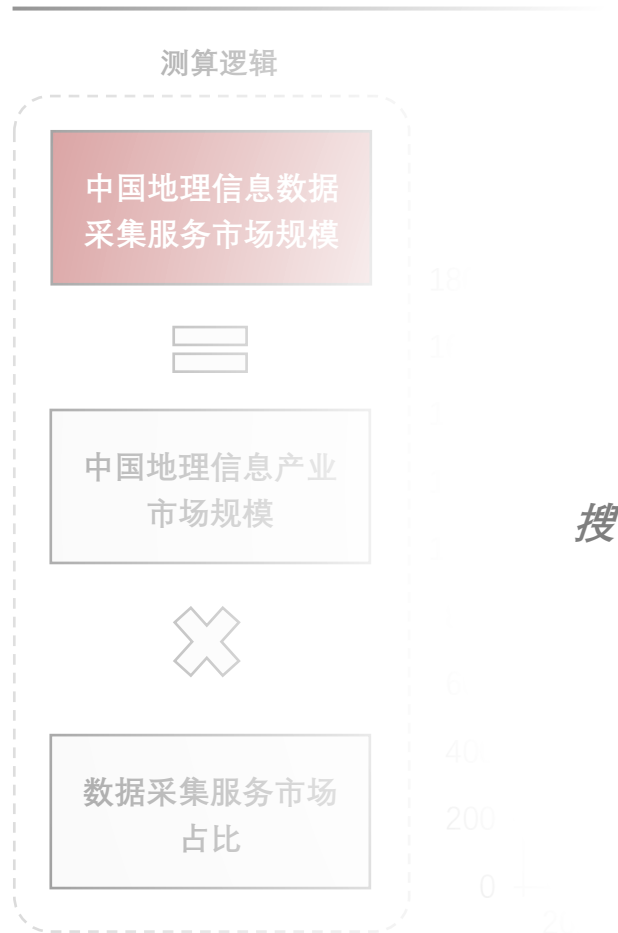 测算逻辑
中国地理信息数据
采集服务市场规模
中国地理信息产业
市场规模
搜
数据采集服务市场
占比
200
0